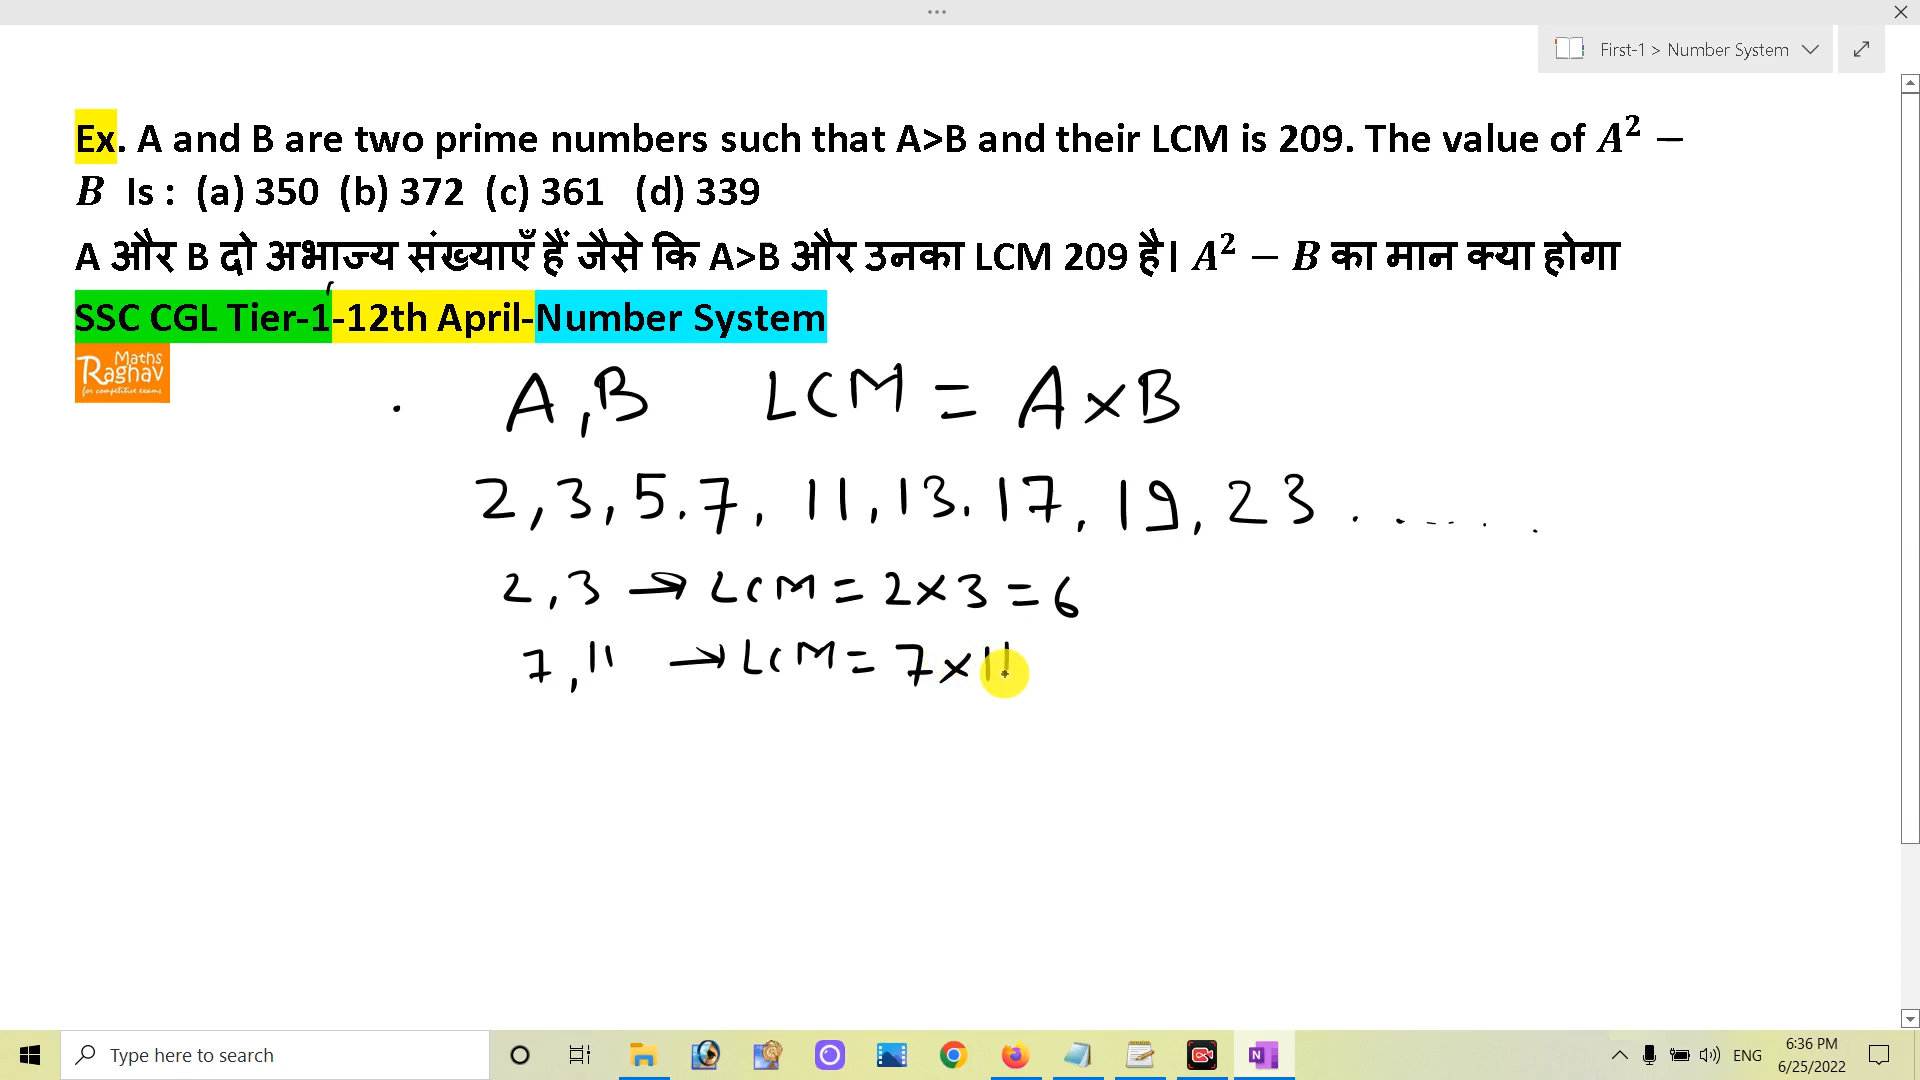 First-1 > Number System
Ex. A and B are two prime numbers such that A>B and their LCM is 209. The value of A² −
B Is : (a) 350 (b) 372 (c) 361 (d) 339
A और B दो अभाज्य संख्याएँ हैं जैसे कि A>B और उनका LCM 209 है। A² − B का मान क्या होगा
SSC CGL Tier-1-12th April-Number System
Maths
Raghav
for competitive exams
A, B LCM = A×B
2, 3, 5. 7, 11, 13. 17, 19, 23 . . . . . . .
2, 3 → LCM = 2×3 = 6
7, 11 → LCM = 7×11
Type here to search
ENG
6:36 PM
6/25/2022